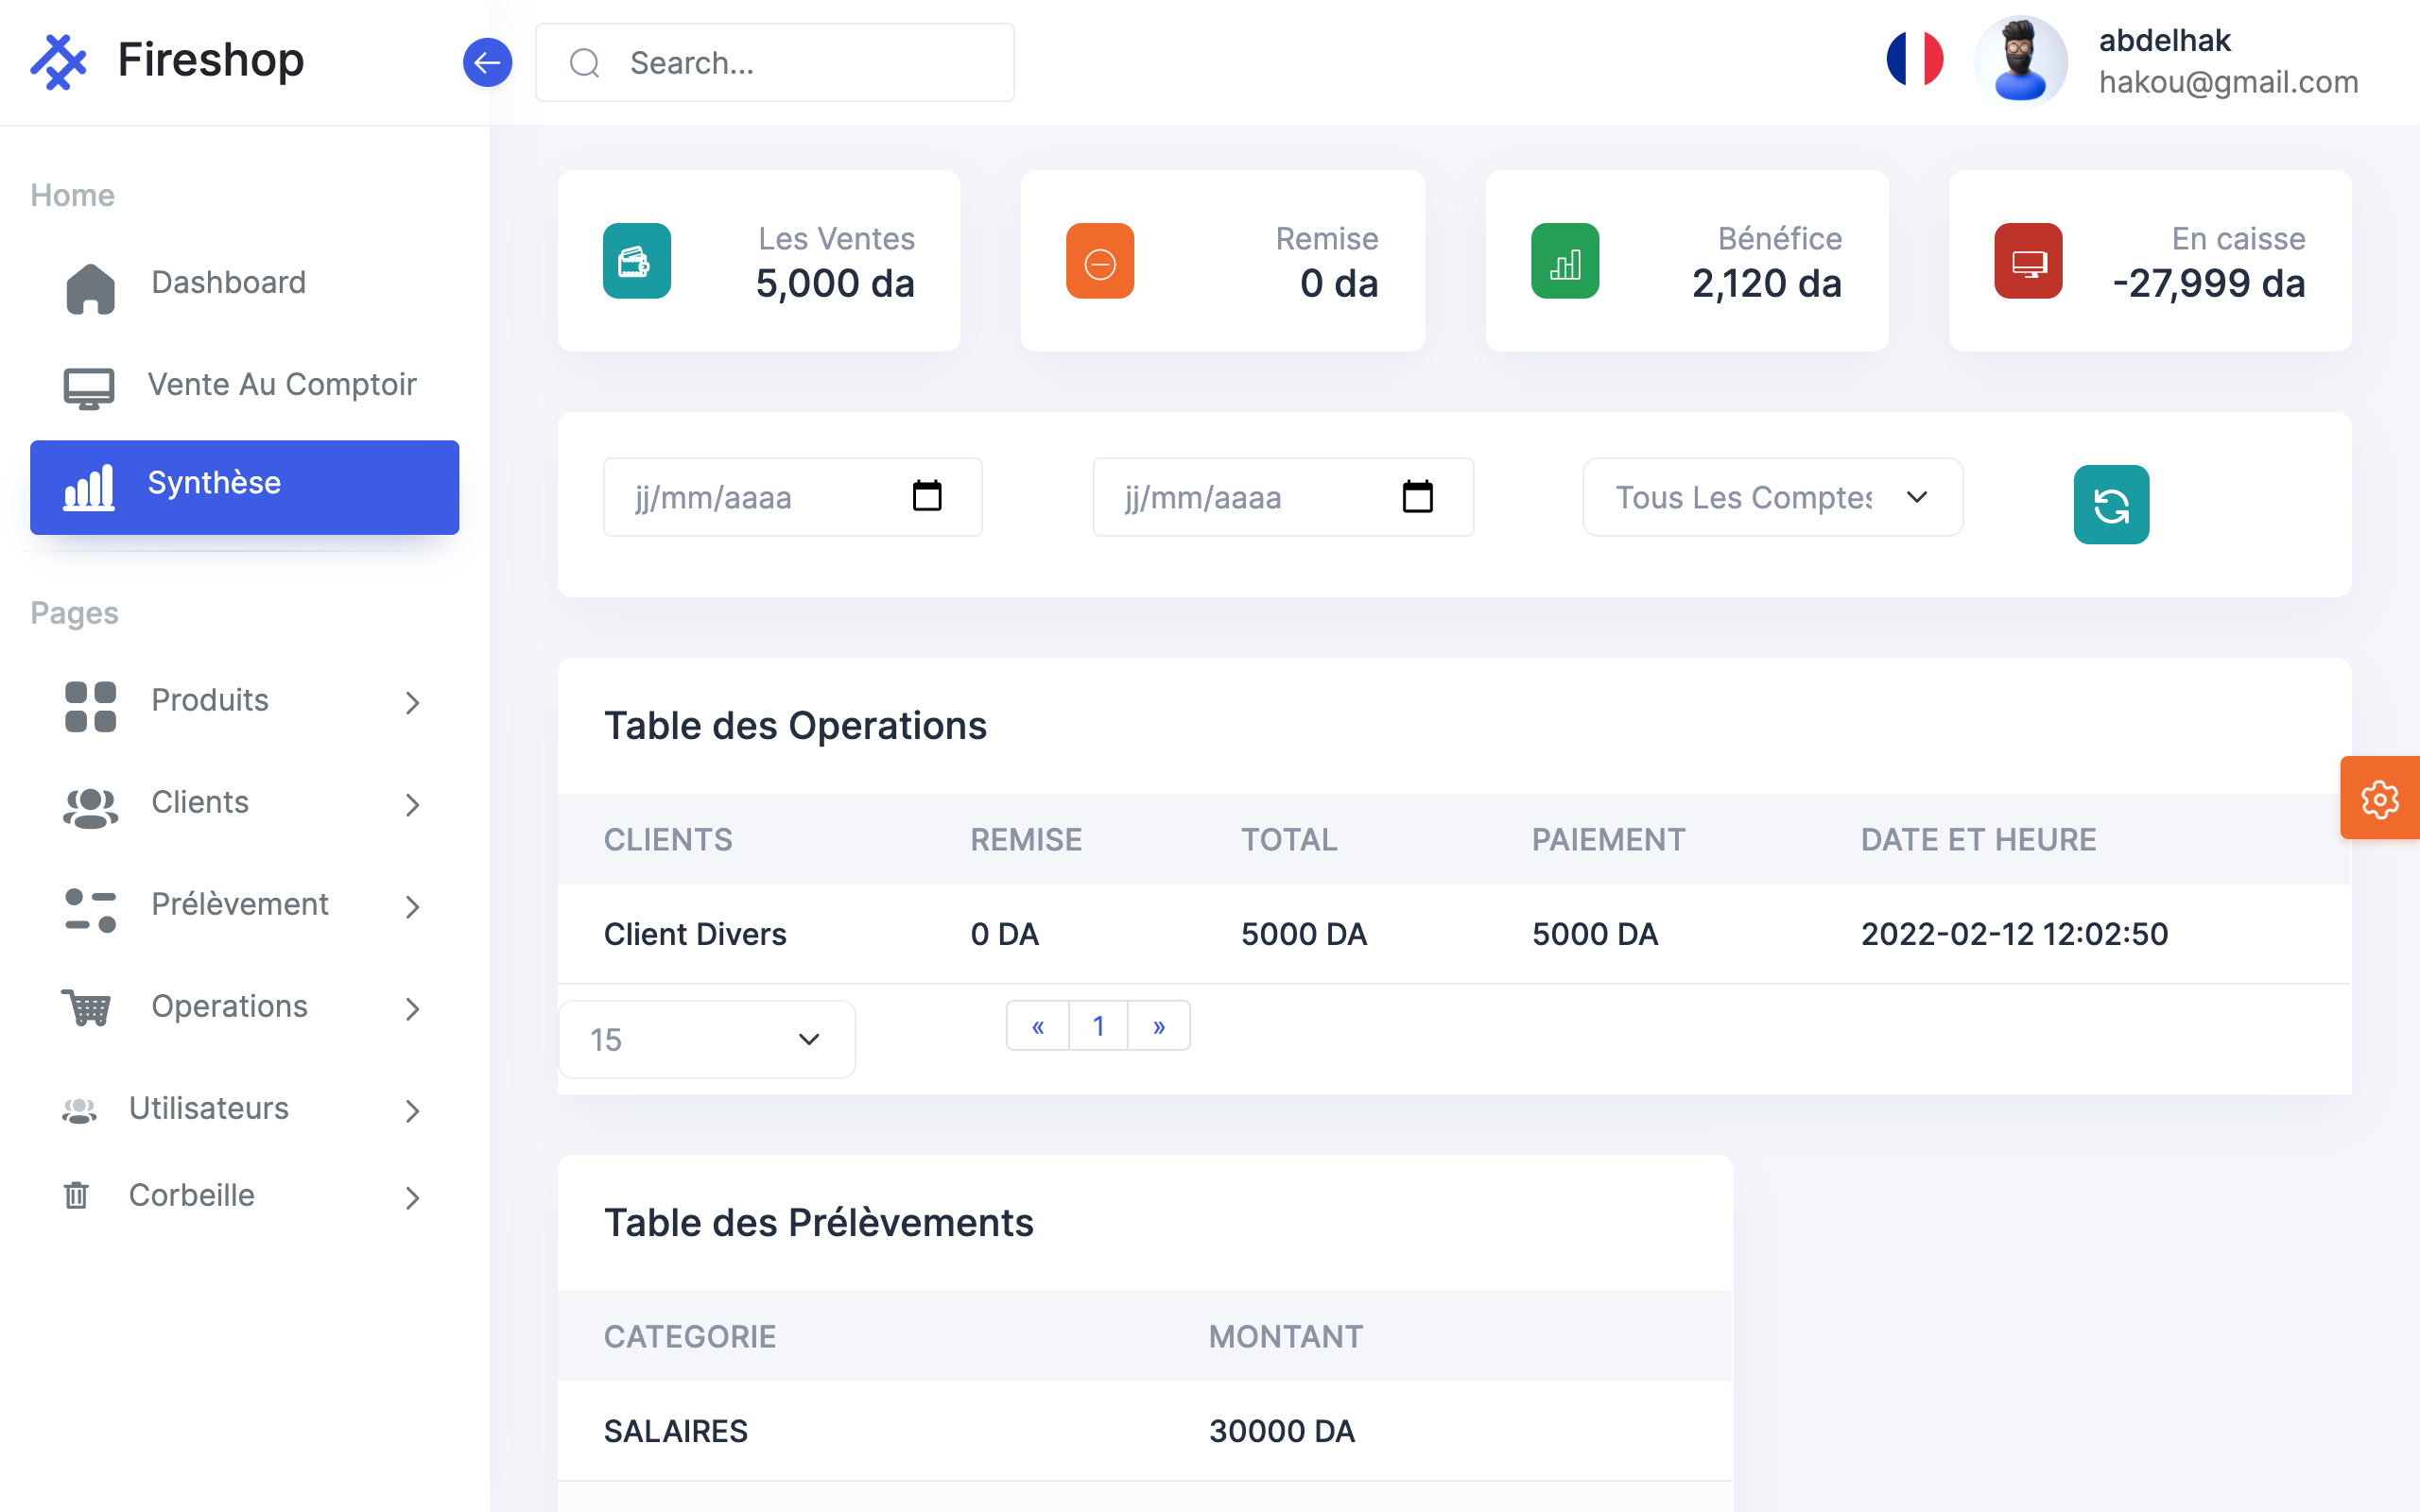 Fireshop
Search...
abdelhak
hakou@gmail.com
Home
Dashboard
Vente Au Comptoir
Synthèse
Pages
Produits
Clients
Prélèvement
Operations
Utilisateurs
Corbeille
Les Ventes
5,000 da
Remise
0 da
Bénéfice
2,120 da
En caisse
-27,999 da
jj/mm/aaaa
jj/mm/aaaa
Tous Les Comptes
Table des Operations
CLIENTS REMISE TOTAL PAIEMENT DATE ET HEURE
Client Divers 0 DA 5000 DA 5000 DA 2022-02-12 12:02:50
15
« 1 »
Table des Prélèvements
CATEGORIE MONTANT
SALAIRES 30000 DA